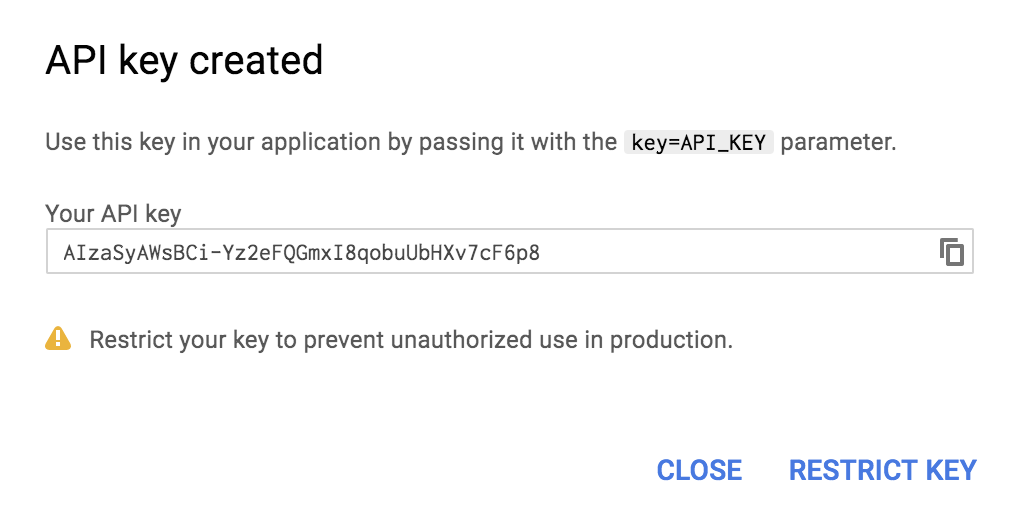 API key created
Use this key in your application by passing it with the key=API_KEY parameter.
Your API key
AIzaSyAWsBCi-Yz2eFQGmxI8qobuUbHXv7cF6p8
Restrict your key to prevent unauthorized use in production.
CLOSE RESTRICT KEY